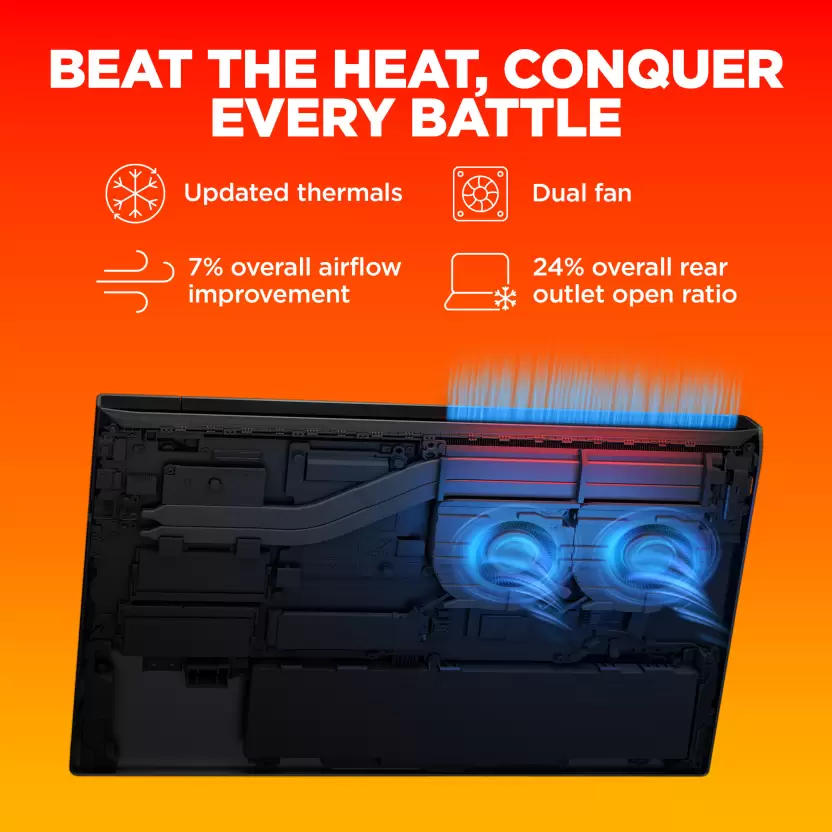 BEAT THE HEAT, CONQUER
EVERY BATTLE
Updated thermals
Dual fan
7% overall airflow
improvement
24% overall rear
outlet open ratio